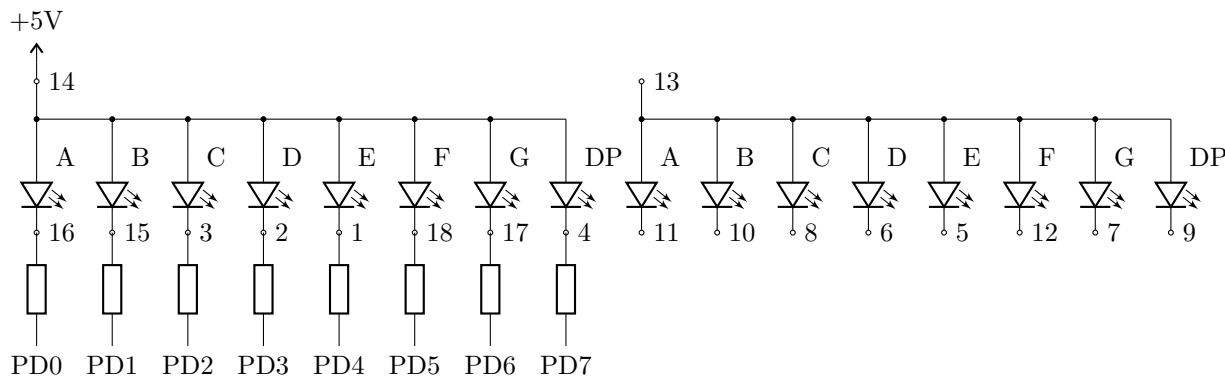 +5V
14 13
A B C D E F G DP A B C D E F G DP
16 15 3 2 1 18 17 4 11 10 8 6 5 12 7 9
PD0 PD1 PD2 PD3 PD4 PD5 PD6 PD7